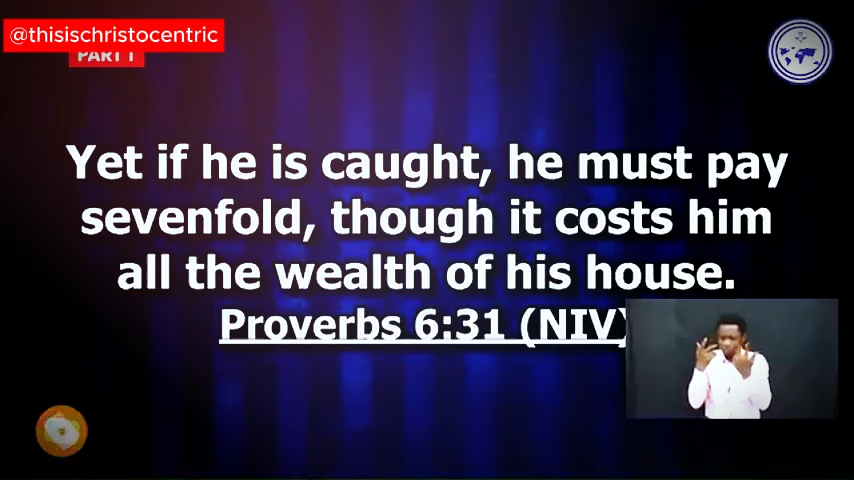 @thisischristocentric
PART 1
Yet if he is caught, he must pay
sevenfold, though it costs him
all the wealth of his house.
Proverbs 6:31 (NIV)